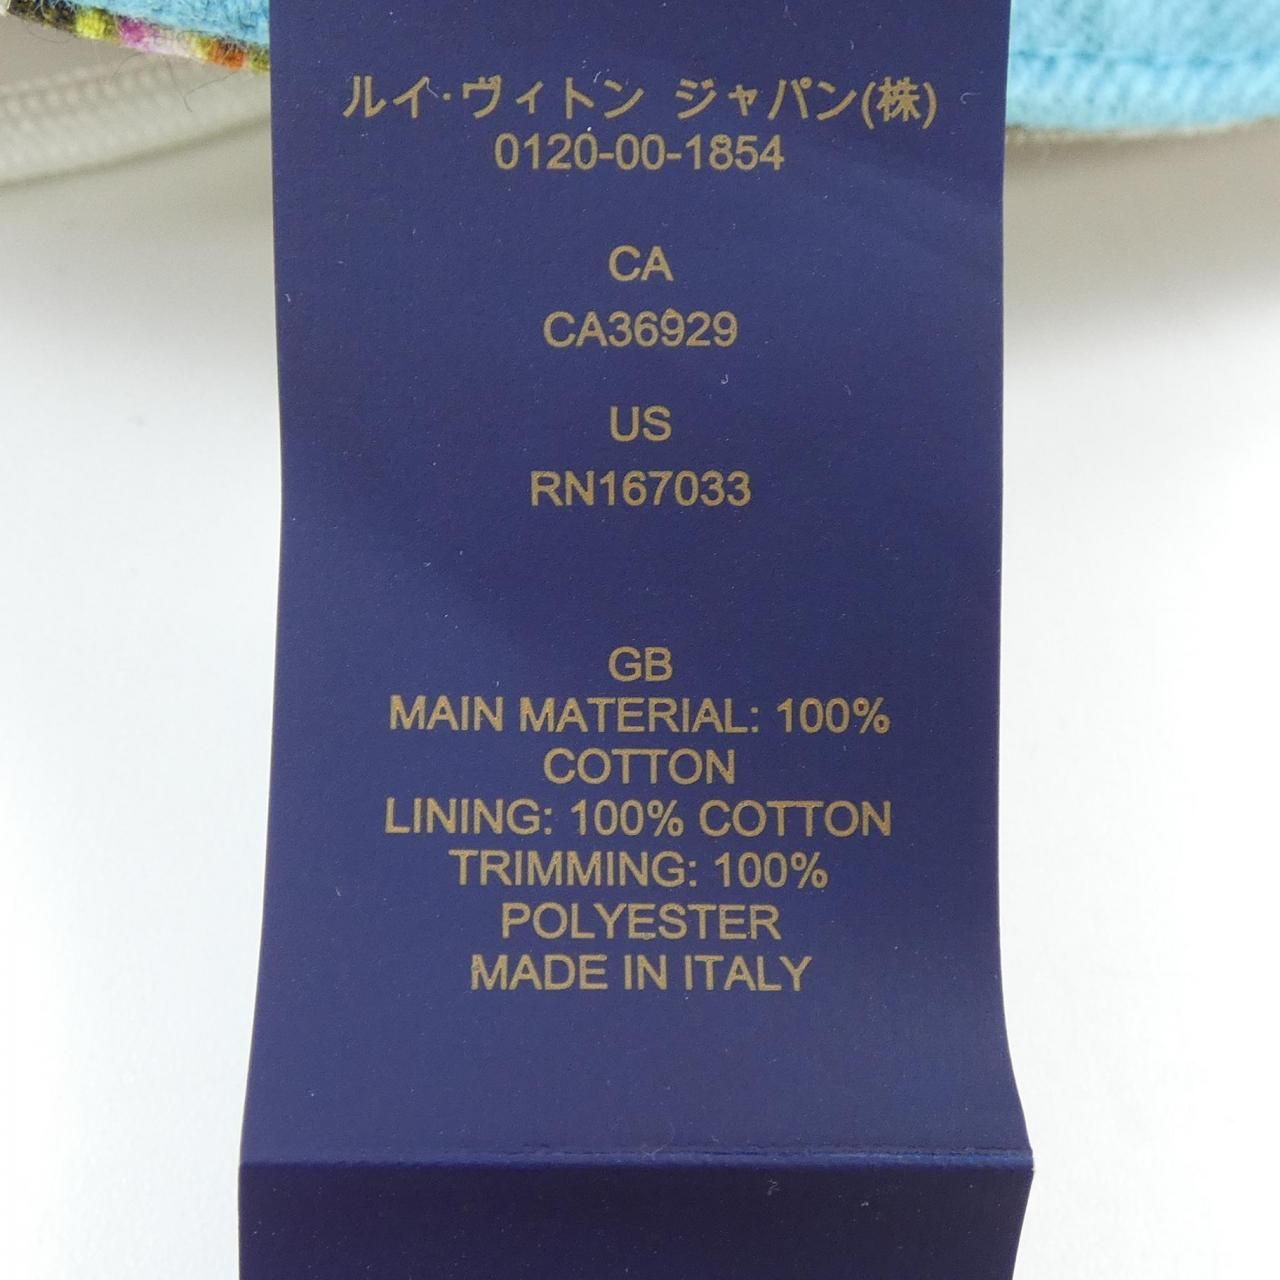 ルイ･ヴィトン ジャパン(株)
0120-00-1854
CA
CA36929
US
RN167033
GB
MAIN MATERIAL: 100%
COTTON
LINING: 100% COTTON
TRIMMING: 100%
POLYESTER
MADE IN ITALY